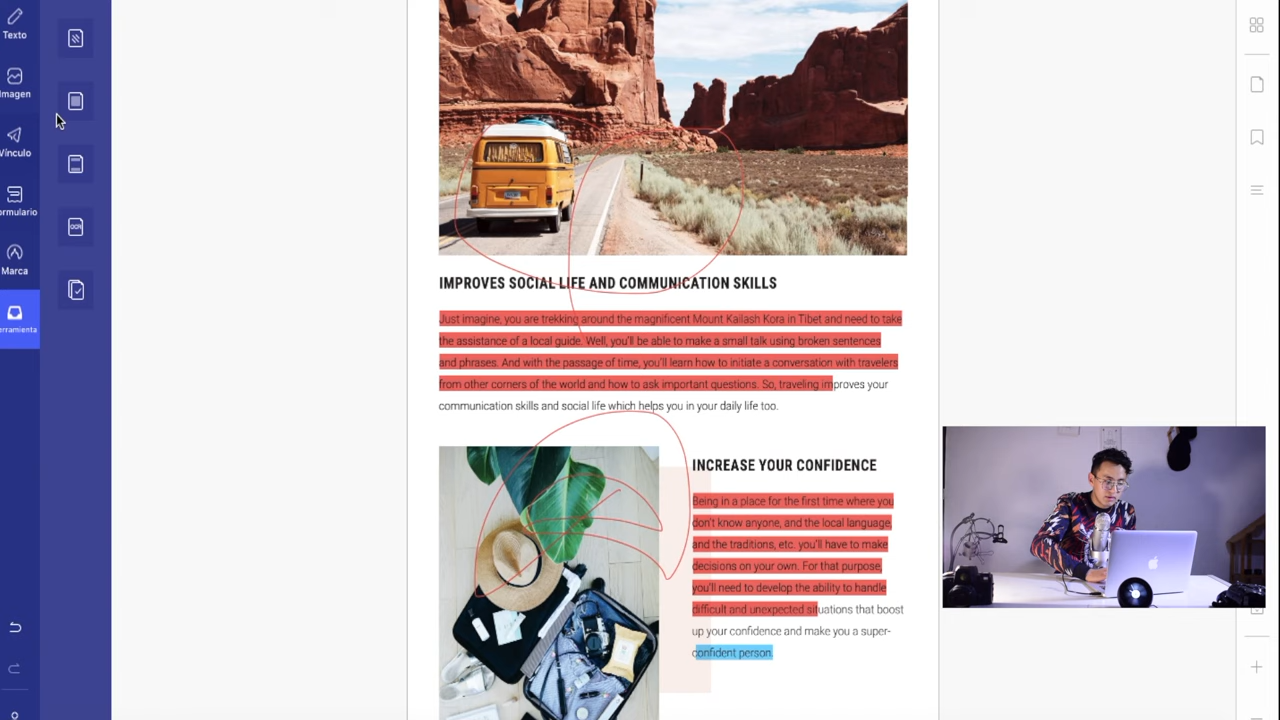 Texto
Imagen
Vínculo
ormulario
Marca
erramienta
OCR
IMPROVES SOCIAL LIFE AND COMMUNICATION SKILLS
Just imagine, you are trekking around the magnificent Mount Kailash Kora in Tibet and need to take
the assistance of a local guide. Well, you'll be able to make a small talk using broken sentences
and phrases. And with the passage of time, you'll learn how to initiate a conversation with travelers
from other corners of the world and how to ask important questions. So, traveling improves your
communication skills and social life which helps you in your daily life too.
INCREASE YOUR CONFIDENCE
Being in a place for the first time where you
don't know anyone, and the local language,
and the traditions, etc. you'll have to make
decisions on your own. For that purpose,
you'll need to develop the ability to handle
difficult and unexpected situations that boost
up your confidence and make you a super-
confident person.